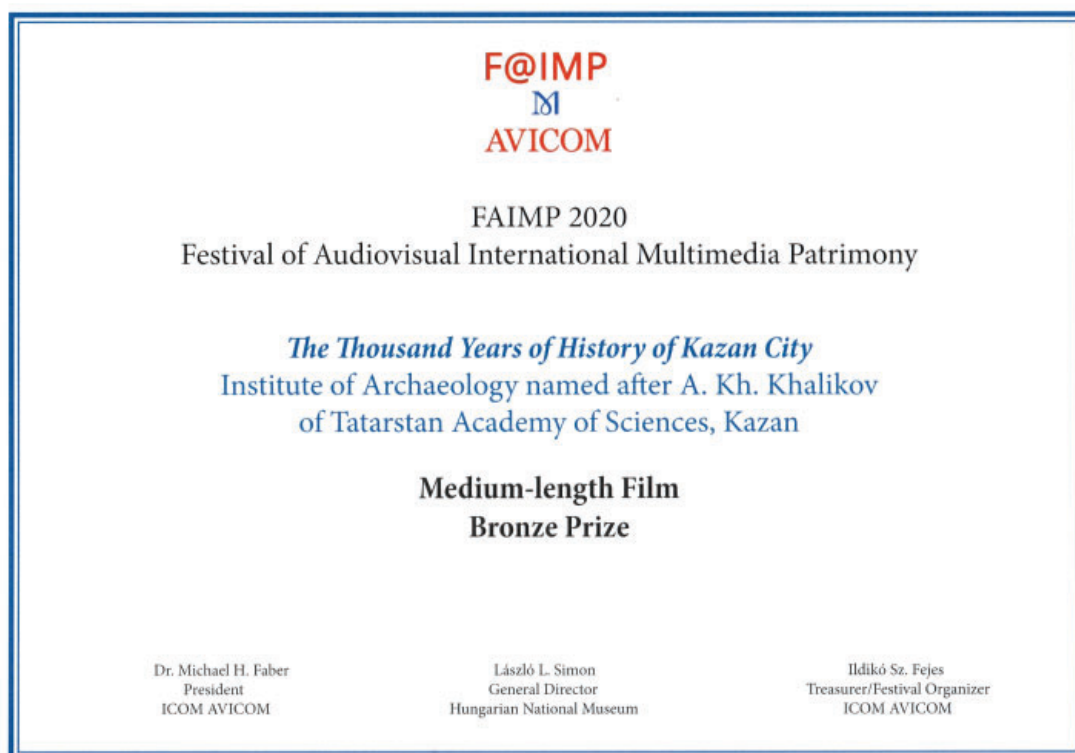 F@IMP
M
AVICOM
FAIMP 2020
Festival of Audiovisual International Multimedia Patrimony
The Thousand Years of History of Kazan City
Institute of Archaeology named after A. Kh. Khalikov
of Tatarstan Academy of Sciences, Kazan
Medium-length Film
Bronze Prize
Dr. Michael H. Faber
President
ICOM AVICOM
László L. Simon
General Director
Hungarian National Museum
Ildikó Sz. Fejes
Treasurer/Festival Organizer
ICOM AVICOM